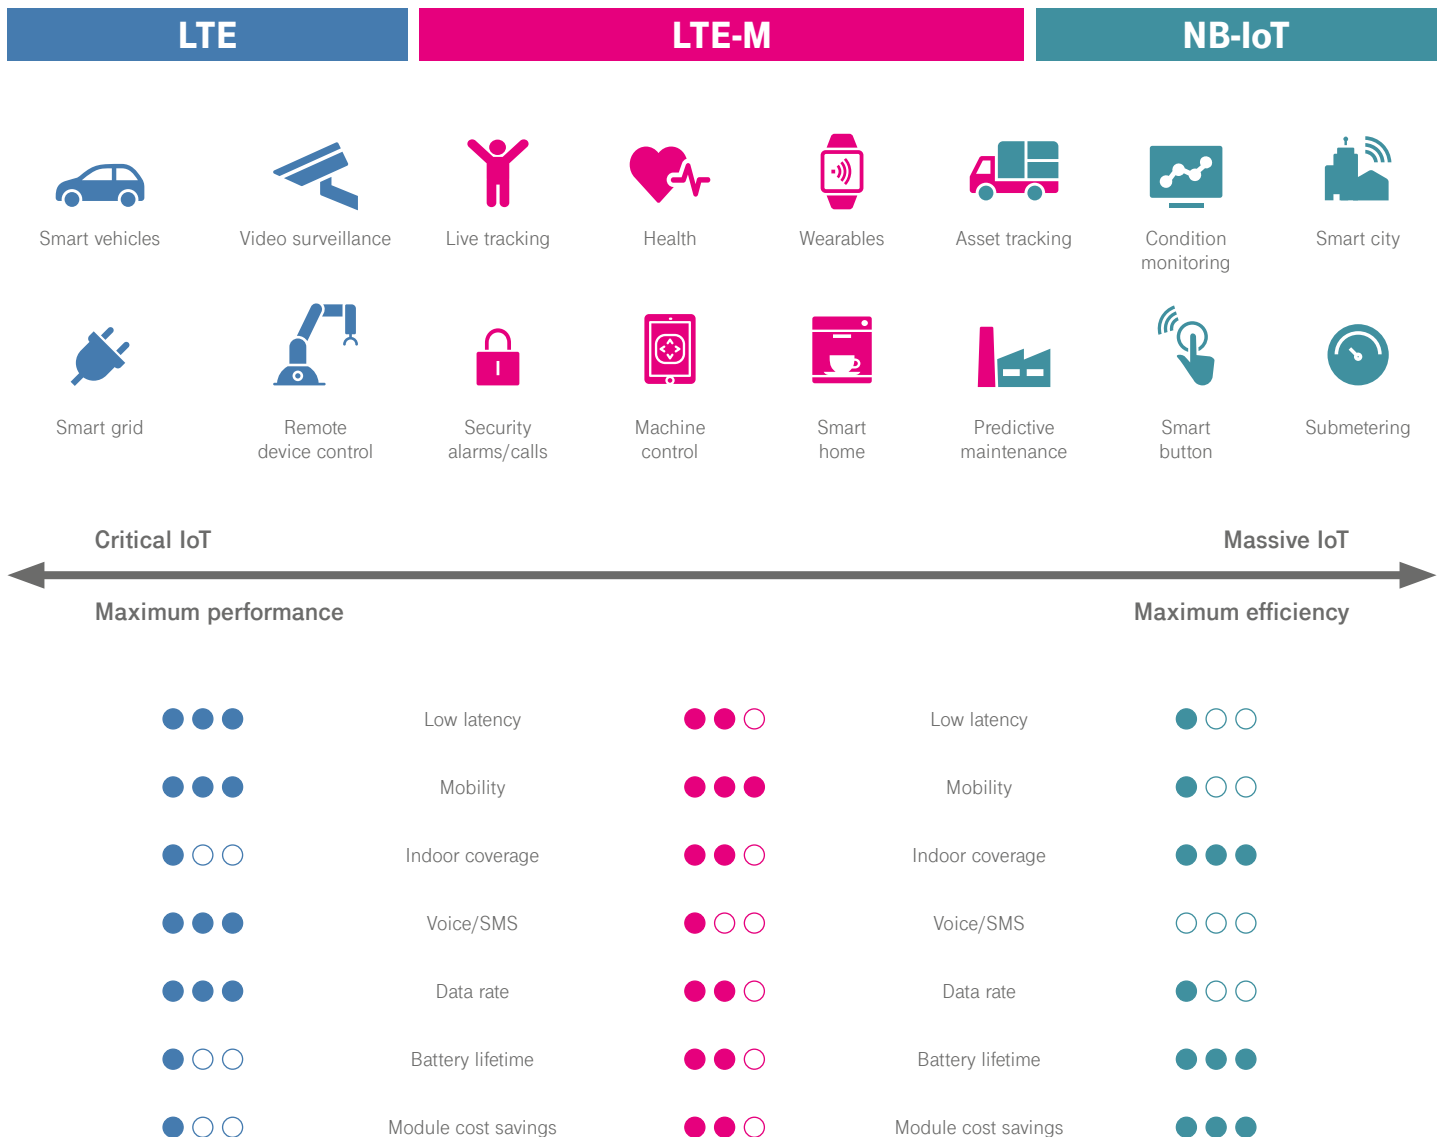 LTE
LTE-M
NB-IoT
Smart vehicles
Video surveillance
Live tracking
Health
Wearables
Asset tracking
Condition
monitoring
Smart city
Smart grid
Remote
device control
Security
alarms/calls
Machine
control
Smart
home
Predictive
maintenance
Smart
button
Submetering
Critical IoT
Massive IoT
Maximum performance
Maximum efficiency
Low latency
Low latency
Mobility
Mobility
Indoor coverage
Indoor coverage
Voice/SMS
Voice/SMS
Data rate
Data rate
Battery lifetime
Battery lifetime
Module cost savings
Module cost savings